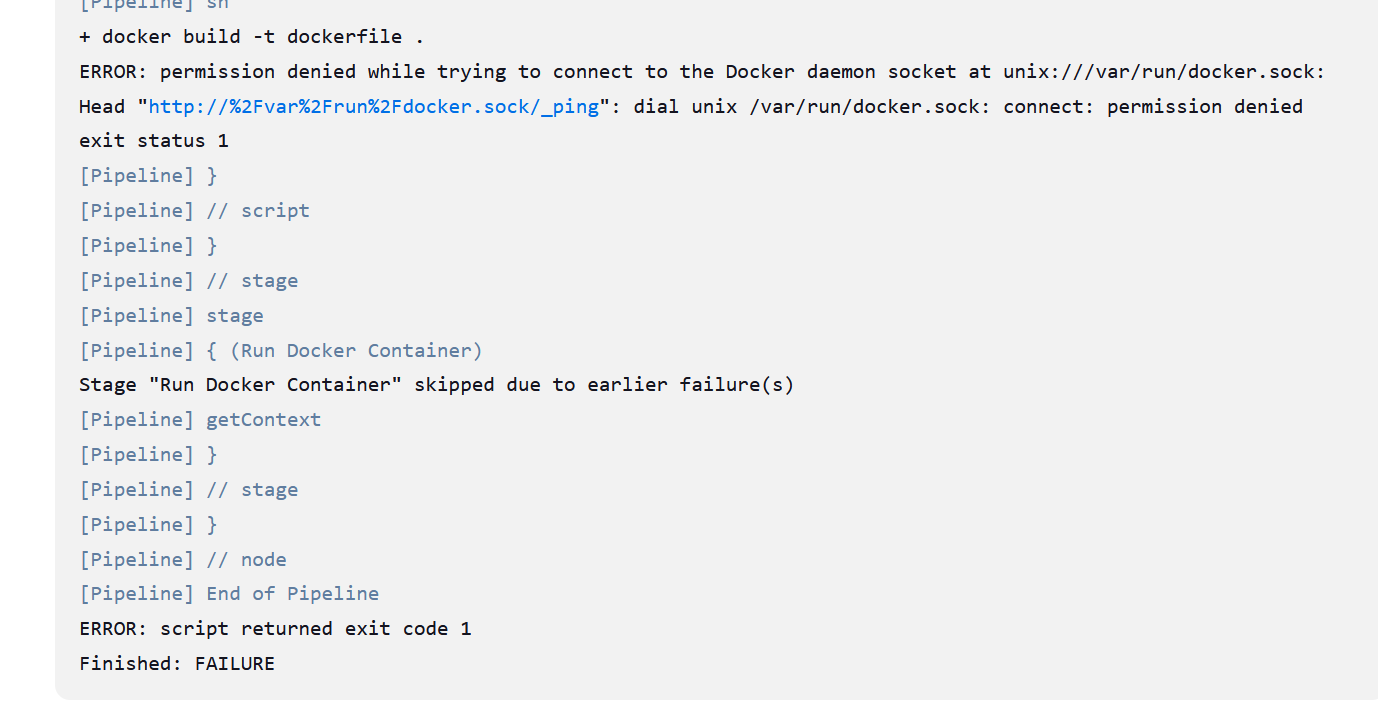 [Pipeline] sh
+ docker build -t dockerfile .
ERROR: permission denied while trying to connect to the Docker daemon socket at unix:///var/run/docker.sock:
Head "http://%2Fvar%2Frun%2Fdocker.sock/_ping": dial unix /var/run/docker.sock: connect: permission denied
exit status 1
[Pipeline] }
[Pipeline] // script
[Pipeline] }
[Pipeline] // stage
[Pipeline] stage
[Pipeline] { (Run Docker Container)
Stage "Run Docker Container" skipped due to earlier failure(s)
[Pipeline] getContext
[Pipeline] }
[Pipeline] // stage
[Pipeline] }
[Pipeline] // node
[Pipeline] End of Pipeline
ERROR: script returned exit code 1
Finished: FAILURE